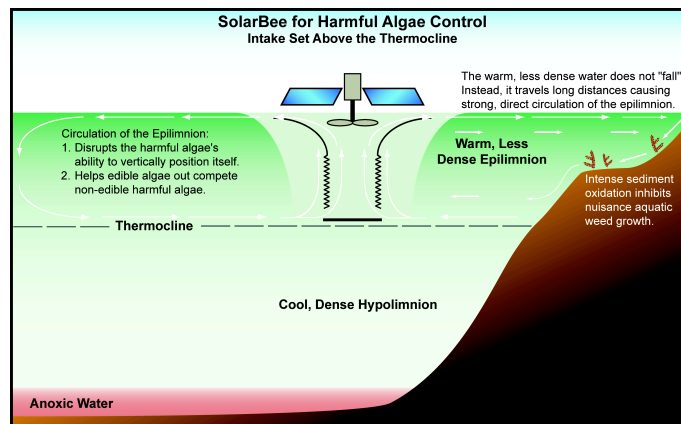 SolarBee for Harmful Algae Control
Intake Set Above the Thermocline
The warm, less dense water does not "fall"
Instead, it travels long distances causing
strong, direct circulation of the epilimnion.
Circulation of the Epilimnion:
1. Disrupts the harmful algae's
ability to vertically position itself.
2. Helps edible algae out compete
non-edible harmful algae.
Warm, Less
Dense Epilimnion
Intense sediment
oxidation inhibits
nuisance aquatic
weed growth.
Thermocline
Cool, Dense Hypolimnion
Anoxic Water